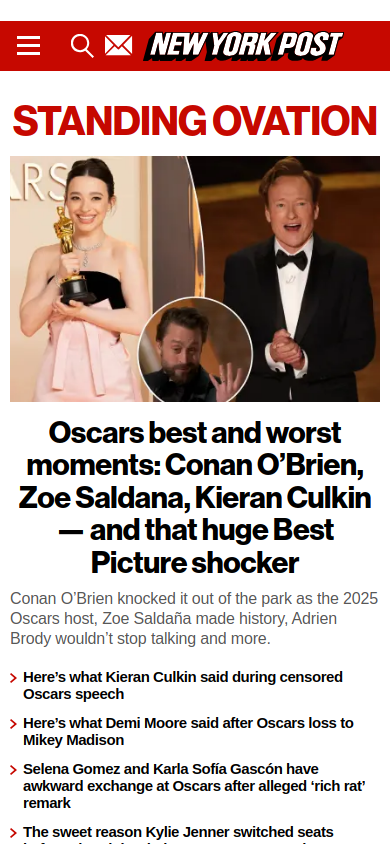 NEW YORK POST
STANDING OVATION
ARS
Oscars best and worst
moments: Conan O’Brien,
Zoe Saldana, Kieran Culkin
— and that huge Best
Picture shocker
Conan O’Brien knocked it out of the park as the 2025
Oscars host, Zoe Saldaña made history, Adrien
Brody wouldn’t stop talking and more.
Here’s what Kieran Culkin said during censored
Oscars speech
Here’s what Demi Moore said after Oscars loss to
Mikey Madison
Selena Gomez and Karla Sofía Gascón have
awkward exchange at Oscars after alleged ‘rich rat’
remark
The sweet reason Kylie Jenner switched seats